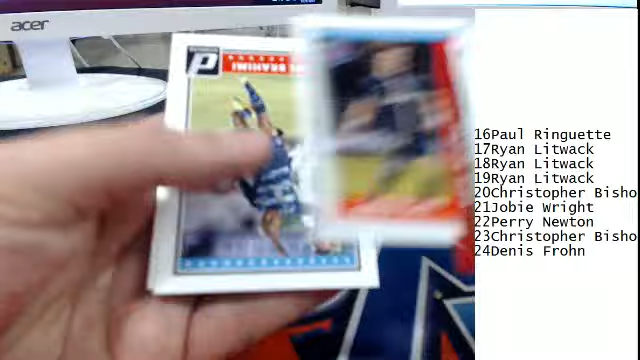 acer
P
BRAHIMI
16Paul Ringuette
17Ryan Litwack
18Ryan Litwack
19Ryan Litwack
20Christopher Bisho
21Jobie Wright
22Perry Newton
23Christopher Bisho
24Denis Frohn